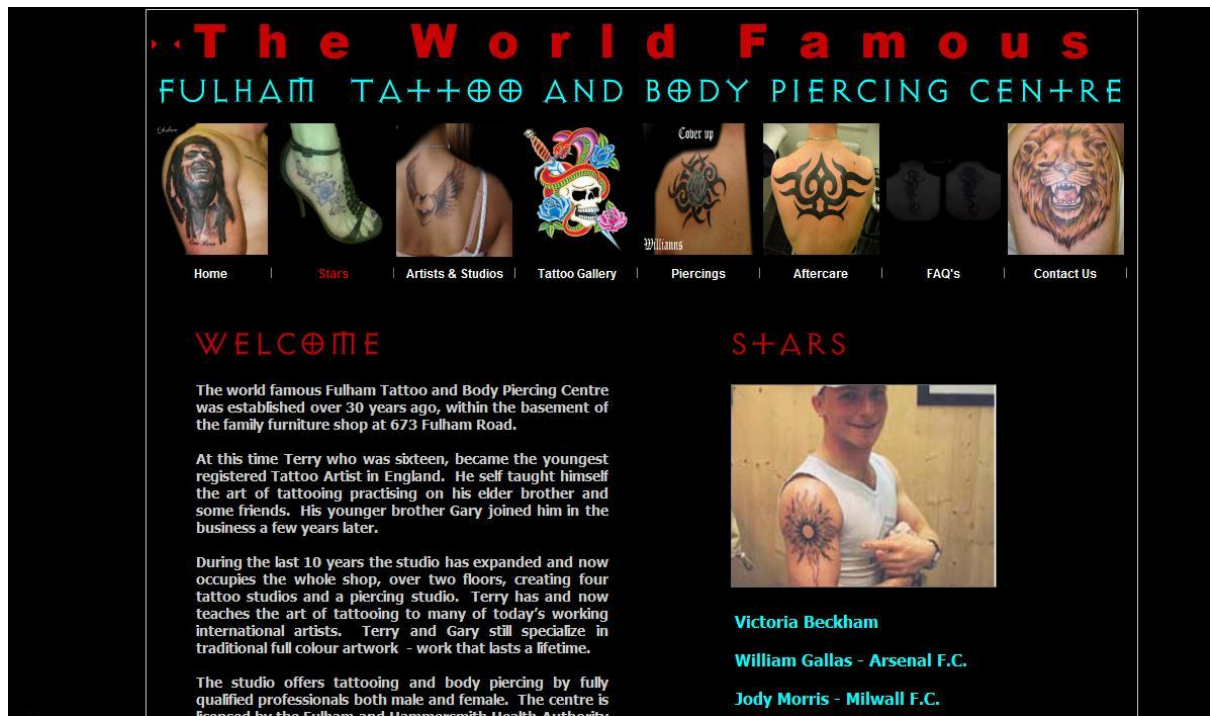 The World Famous
FULHAM TATTOO AND BODY PIERCING CENTRE
Cover up
Williamns
Home | Stars | Artists & Studios | Tattoo Gallery | Piercings | Aftercare | FAQ's | Contact Us |
WELCOME
The world famous Fulham Tattoo and Body Piercing Centre
was established over 30 years ago, within the basement of
the family furniture shop at 673 Fulham Road.
At this time Terry who was sixteen, became the youngest
registered Tattoo Artist in England. He self taught himself
the art of tattooing practising on his elder brother and
some friends. His younger brother Gary joined him in the
business a few years later.
During the last 10 years the studio has expanded and now
occupies the whole shop, over two floors, creating four
tattoo studios and a piercing studio. Terry has and now
teaches the art of tattooing to many of today's working
international artists. Terry and Gary still specialize in
traditional full colour artwork - work that lasts a lifetime.
The studio offers tattooing and body piercing by fully
qualified professionals both male and female. The centre is
licensed by the Fulham and Hammersmith Health Authority
STARS
Victoria Beckham
William Gallas - Arsenal F.C.
Jody Morris - Milwall F.C.